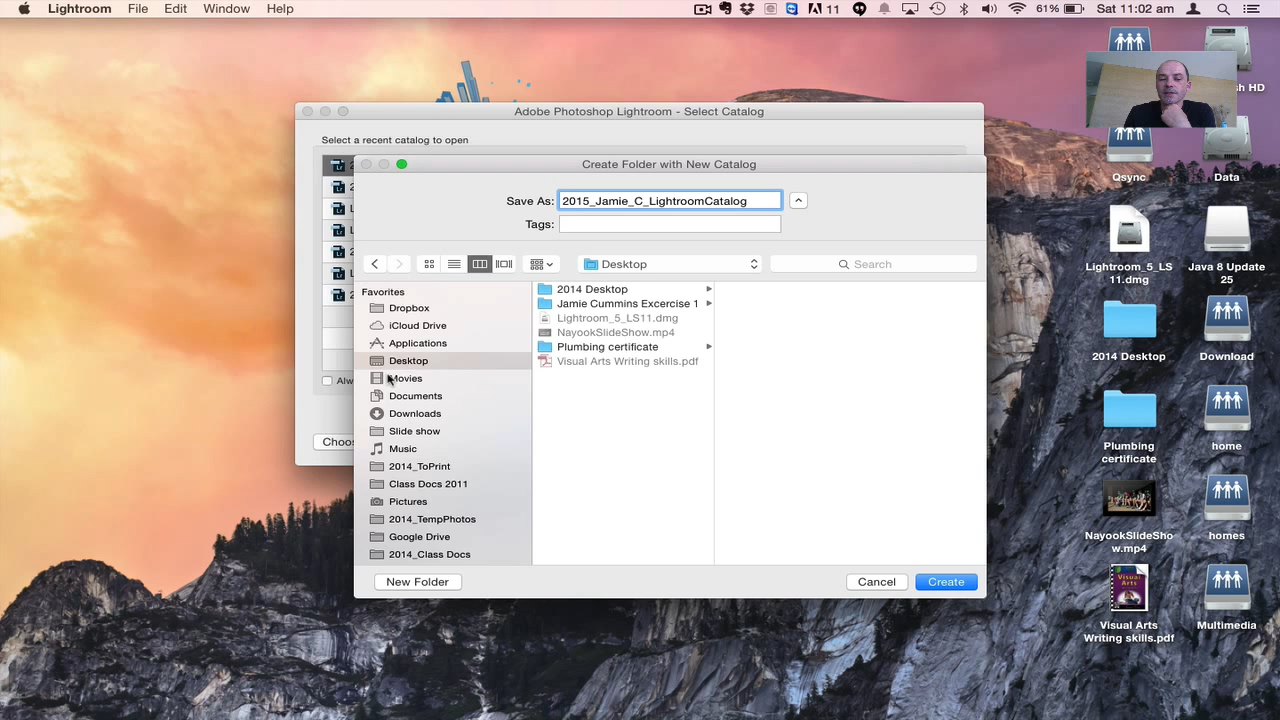 Lightroom File Edit Window Help 11 61% Sat 11:02 am
Adobe Photoshop Lightroom - Select Catalog
Select a recent catalog to open
Create Folder with New Catalog
Save As: 2015_Jamie_C_LightroomCatalog
Tags:
Desktop
Search
Favorites
Dropbox
iCloud Drive
Applications
Desktop
Movies
Documents
Downloads
Slide show
Music
2014_ToPrint
Class Docs 2011
Pictures
2014_TempPhotos
Google Drive
2014_Class Docs
2014 Desktop
Jamie Cummins Excercise 1
Lightroom_5_LS11.dmg
NayookSlideShow.mp4
Plumbing certificate
Visual Arts Writing skills.pdf
New Folder
Cancel
Create
HD
Qsync
Data
Lightroom_5_LS
11.dmg
Java 8 Update
25
2014 Desktop
Download
Plumbing
certificate
home
NayookSlideSho
w.mp4
homes
Visual Arts
Visual Arts
Writing skills.pdf
Multimedia